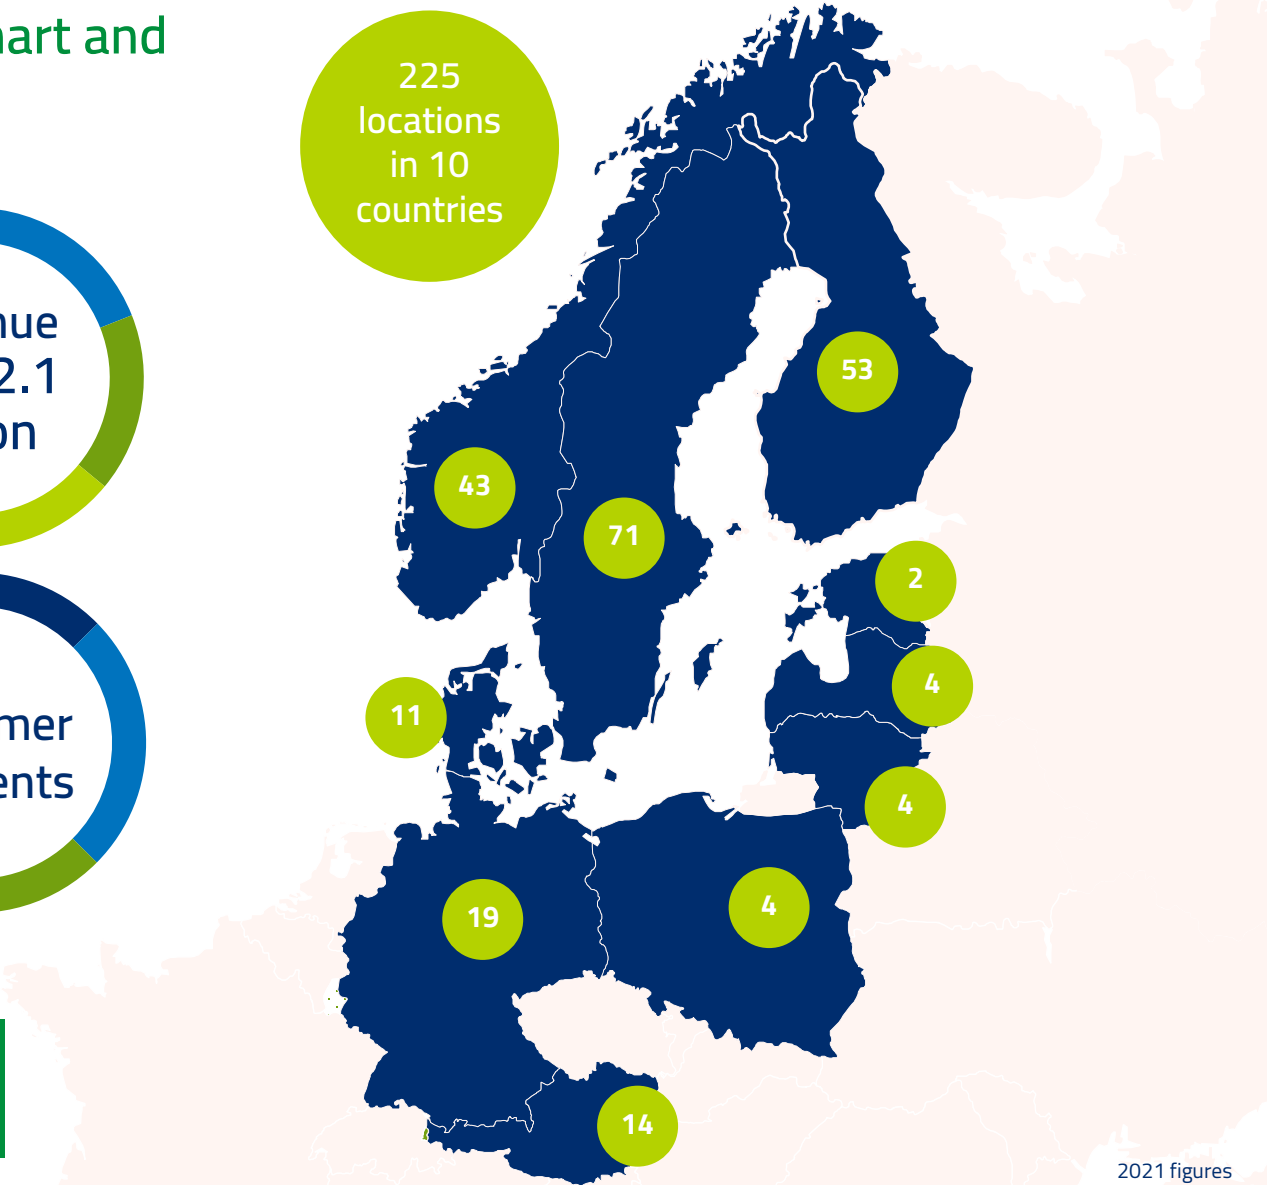 nart and
225
locations
in 10
countries
nue
2.1
on
mer
ents
53
43
71
2
4
11
4
19
4
14
2021 figures